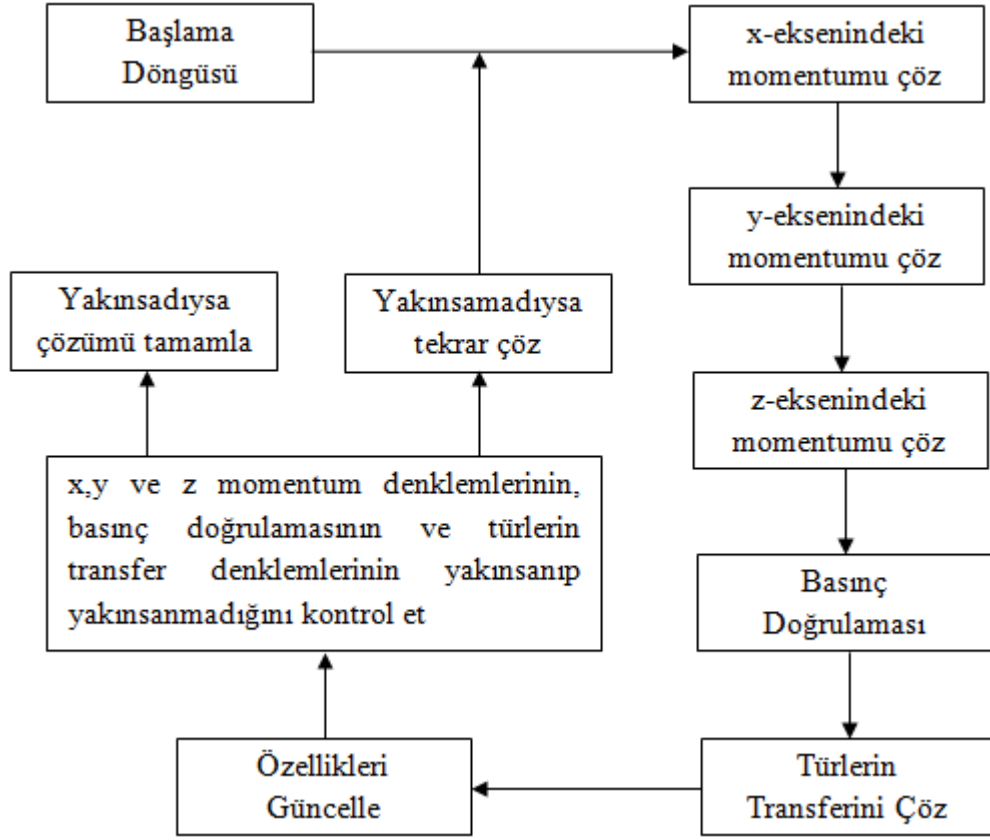 Başlama
Döngüsü
x-eksenindeki
momentumu çöz
y-eksenindeki
momentumu çöz
Yakınsadıysa
çözümü tamamla
Yakınsamadıysa
tekrar çöz
z-eksenindeki
momentumu çöz
x,y ve z momentum denklemlerinin,
basınç doğrulamasının ve türlerin
transfer denklemlerinin yakınsanıp
yakınsanmadığını kontrol et
Basınç
Doğrulaması
Özellikleri
Güncelle
Türlerin
Transferini Çöz